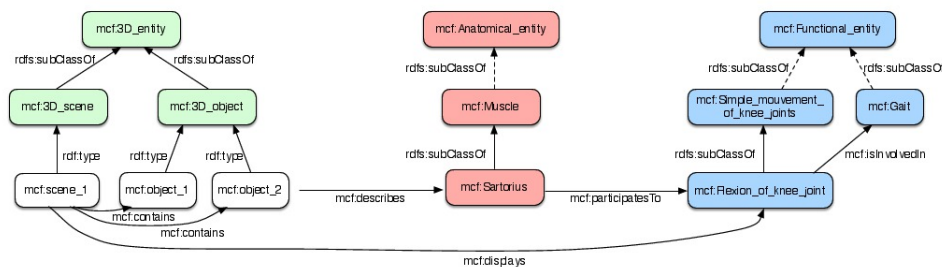 mcf:3D_entity
mcf:Anatomical_entity
mcf:Functional_entity
rdfs:subClassOf
rdfs:subClassOf
rdfs:subClassOf
rdfs:subClassOf
rdfs:subClassOf
mcf:3D_scene
mcf:3D_object
mcf:Muscle
mcf:Simple_mouvement_
of_knee_joints
mcf:Gait
rdf:type
rdf:type
rdf:type
rdfs:subClassOf
rdfs:subClassOf
mcf:isInvolvedIn
mcf:scene_1
mcf:object_1
mcf:object_2
mcf:describes
mcf:Sartorius
mcf:participatesTo
mcf:Flexion_of_knee_joint
mcf:contains
mcf:contains
mcf:displays